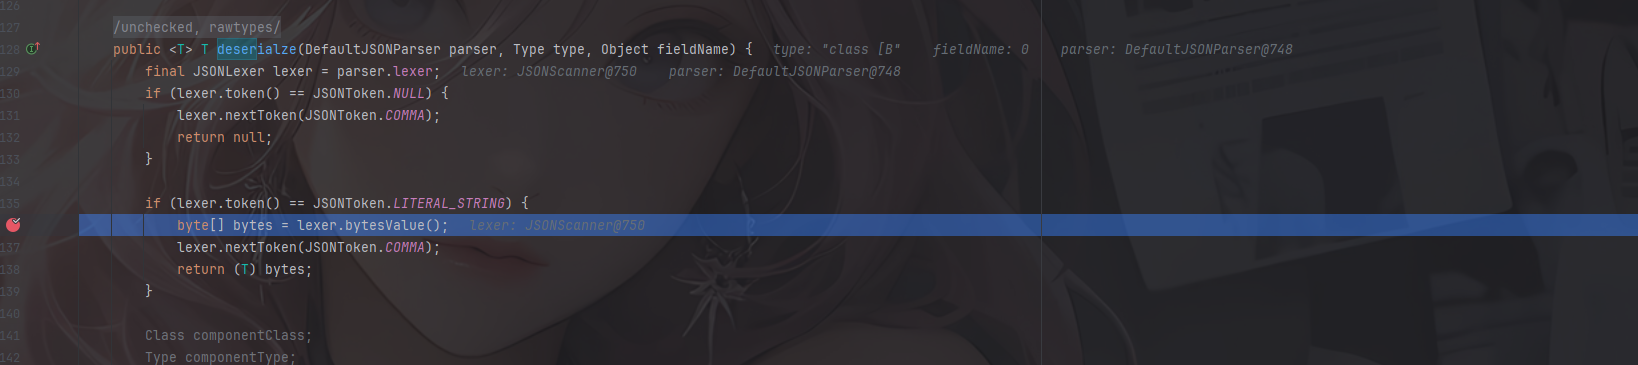 126
127 /unchecked, rawtypes/
128 public <T> T deserialze(DefaultJSONParser parser, Type type, Object fieldName) { type: "class [B" fieldName: 0 parser: DefaultJSONParser@748
129 final JSONLexer lexer = parser.lexer; lexer: JSONScanner@750 parser: DefaultJSONParser@748
130 if (lexer.token() == JSONToken.NULL) {
131 lexer.nextToken(JSONToken.COMMA);
132 return null;
133 }
134
135 if (lexer.token() == JSONToken.LITERAL_STRING) {
byte[] bytes = lexer.bytesValue(); lexer: JSONScanner@750
137 lexer.nextToken(JSONToken.COMMA);
138 return (T) bytes;
139 }
140
141 Class componentClass;
142 Type componentType;